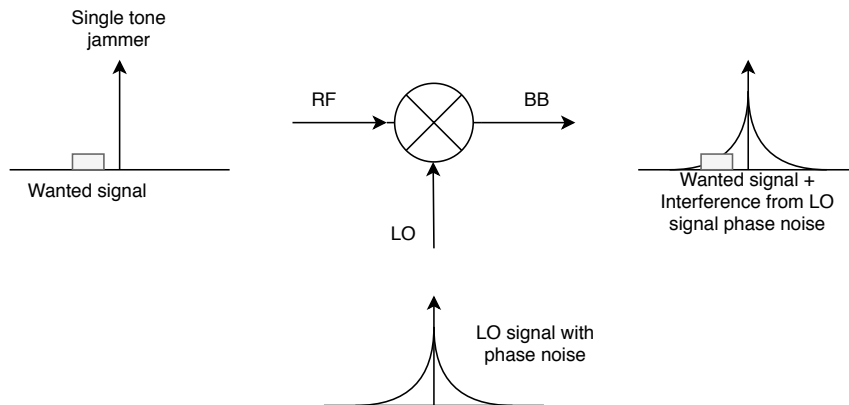 Single tone
jammer
Wanted signal
RF
BB
LO
LO signal with
phase noise
Wanted signal +
Interference from LO
signal phase noise